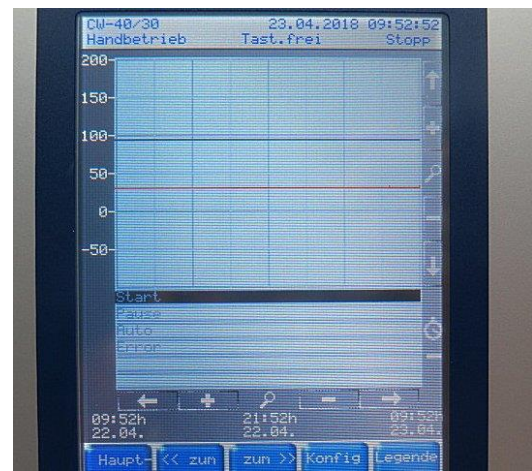 CW-40/30 23.04.2018 09:52:52
Handbetrieb Tast.frei Stopp
200-
150-
100-
50-
0-
-50-
Start
Pause
Auto
Error
09:52h 21:52h 09:52h
22.04. 22.04. 23.04.
Haupt- << zun zun >> Konfig Legende